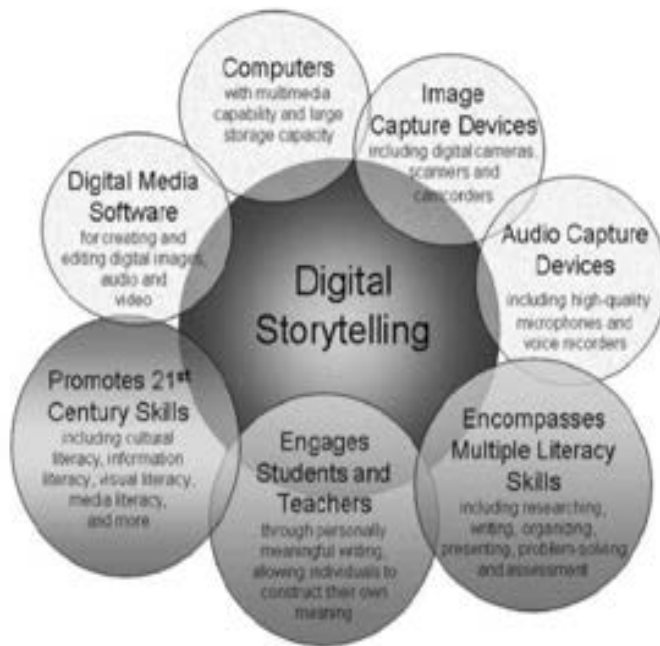 Computers
with multimedia
capability and large
storage capacity
Image
Capture Devices
including digital cameras,
scanners and
camcorders
Digital Media
Software
for creating and
editing digital images,
audio and
video
Audio Capture
Devices
including high-quality
microphones and
voice recorders
Digital
Storytelling
Promotes 21st
Century Skills
including cultural
literacy, information
literacy, visual literacy,
media literacy,
and more
Engages
Students and
Teachers
through personally
meaningful writing,
allowing individuals to
construct their own
meaning
Encompasses
Multiple Literacy
Skills
including researching,
writing, organizing,
presenting, problem-solving
and assessment